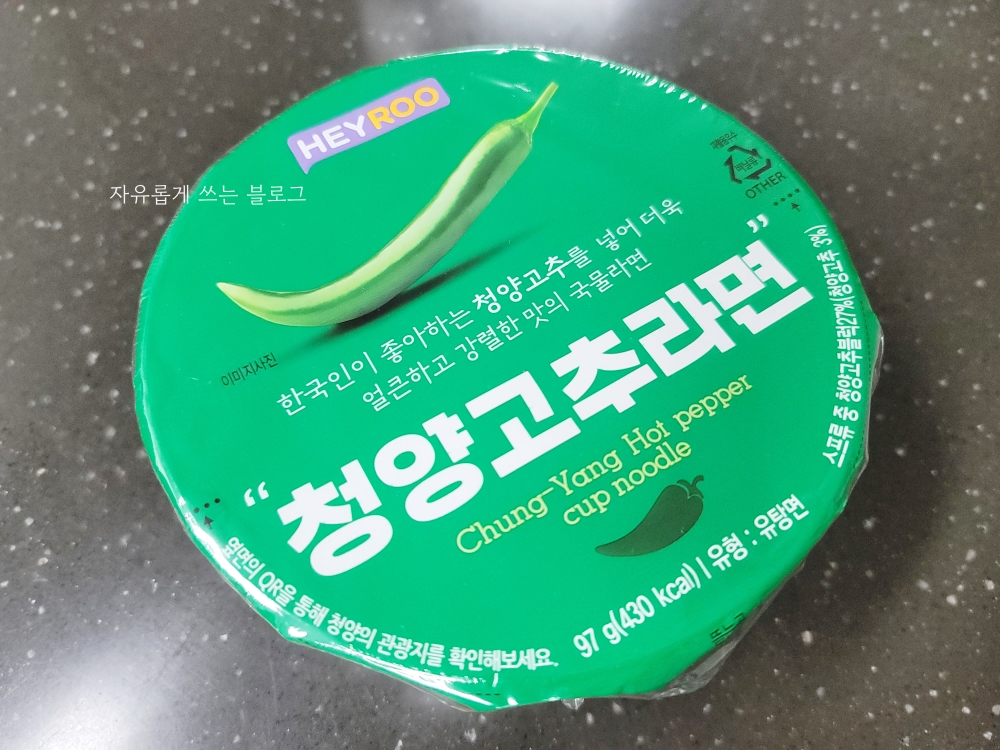 HEYROO
자유롭게 쓰는 블로그
재활용우수
OTHER
한국인이 좋아하는 청양고추를 넣어 더욱
얼큰하고 강렬한 맛의 국물라면
이미지사진
“청양고추라면”
Chung-Yang Hot pepper
cup noodle
스프류 중 청양고추블럭27%(청양고추 3%)
옆면의 QR을 통해 청양의 관광지를 확인해보세요.
97 g(430 kcal) | 유형 : 유탕면